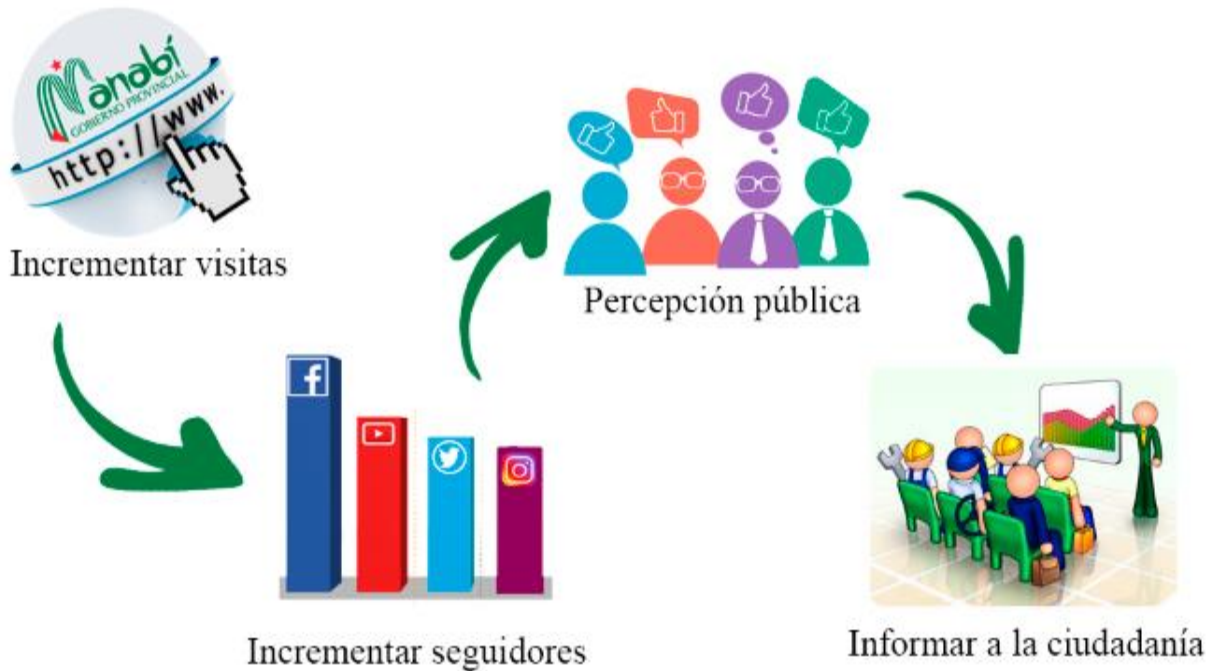 Manabí
GOBIERNO PROVINCIAL
http://www.
Incrementar visitas
Percepción pública
Incrementar seguidores
Informar a la ciudadanía